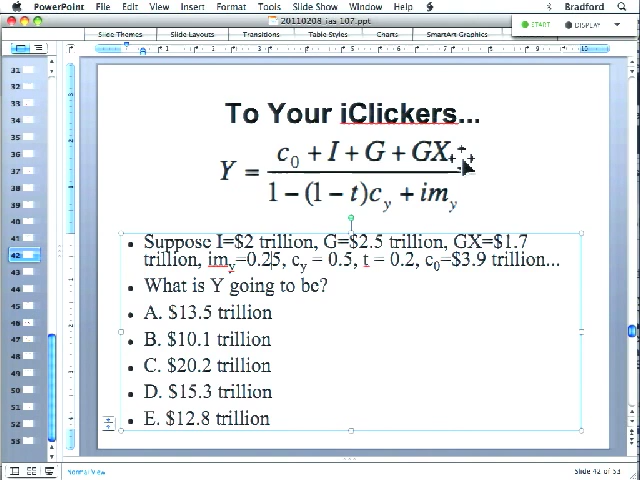 PowerPoint File Edit View Insert Format Tools Slide Show Window Help Bradford
20110208_ias_107.ppt
START DISPLAY
Slide Themes Slide Layouts Transitions Table Styles Charts SmartArt Graphics
To Your iClickers...
Y = c0 + I + G + GX
1 − (1 − t)cy + imy
• Suppose I=$2 trillion, G=$2.5 trillion, GX=$1.7
trillion, imy=0.25, cy = 0.5, t = 0.2, c0=$3.9 trillion...
• What is Y going to be?
• A. $13.5 trillion
• B. $10.1 trillion
• C. $20.2 trillion
• D. $15.3 trillion
• E. $12.8 trillion
31
32
33
34
35
36
37
38
39
40
41
42
43
44
45
46
47
48
49
50
51
52
53
Normal View
Slide 42 of 53